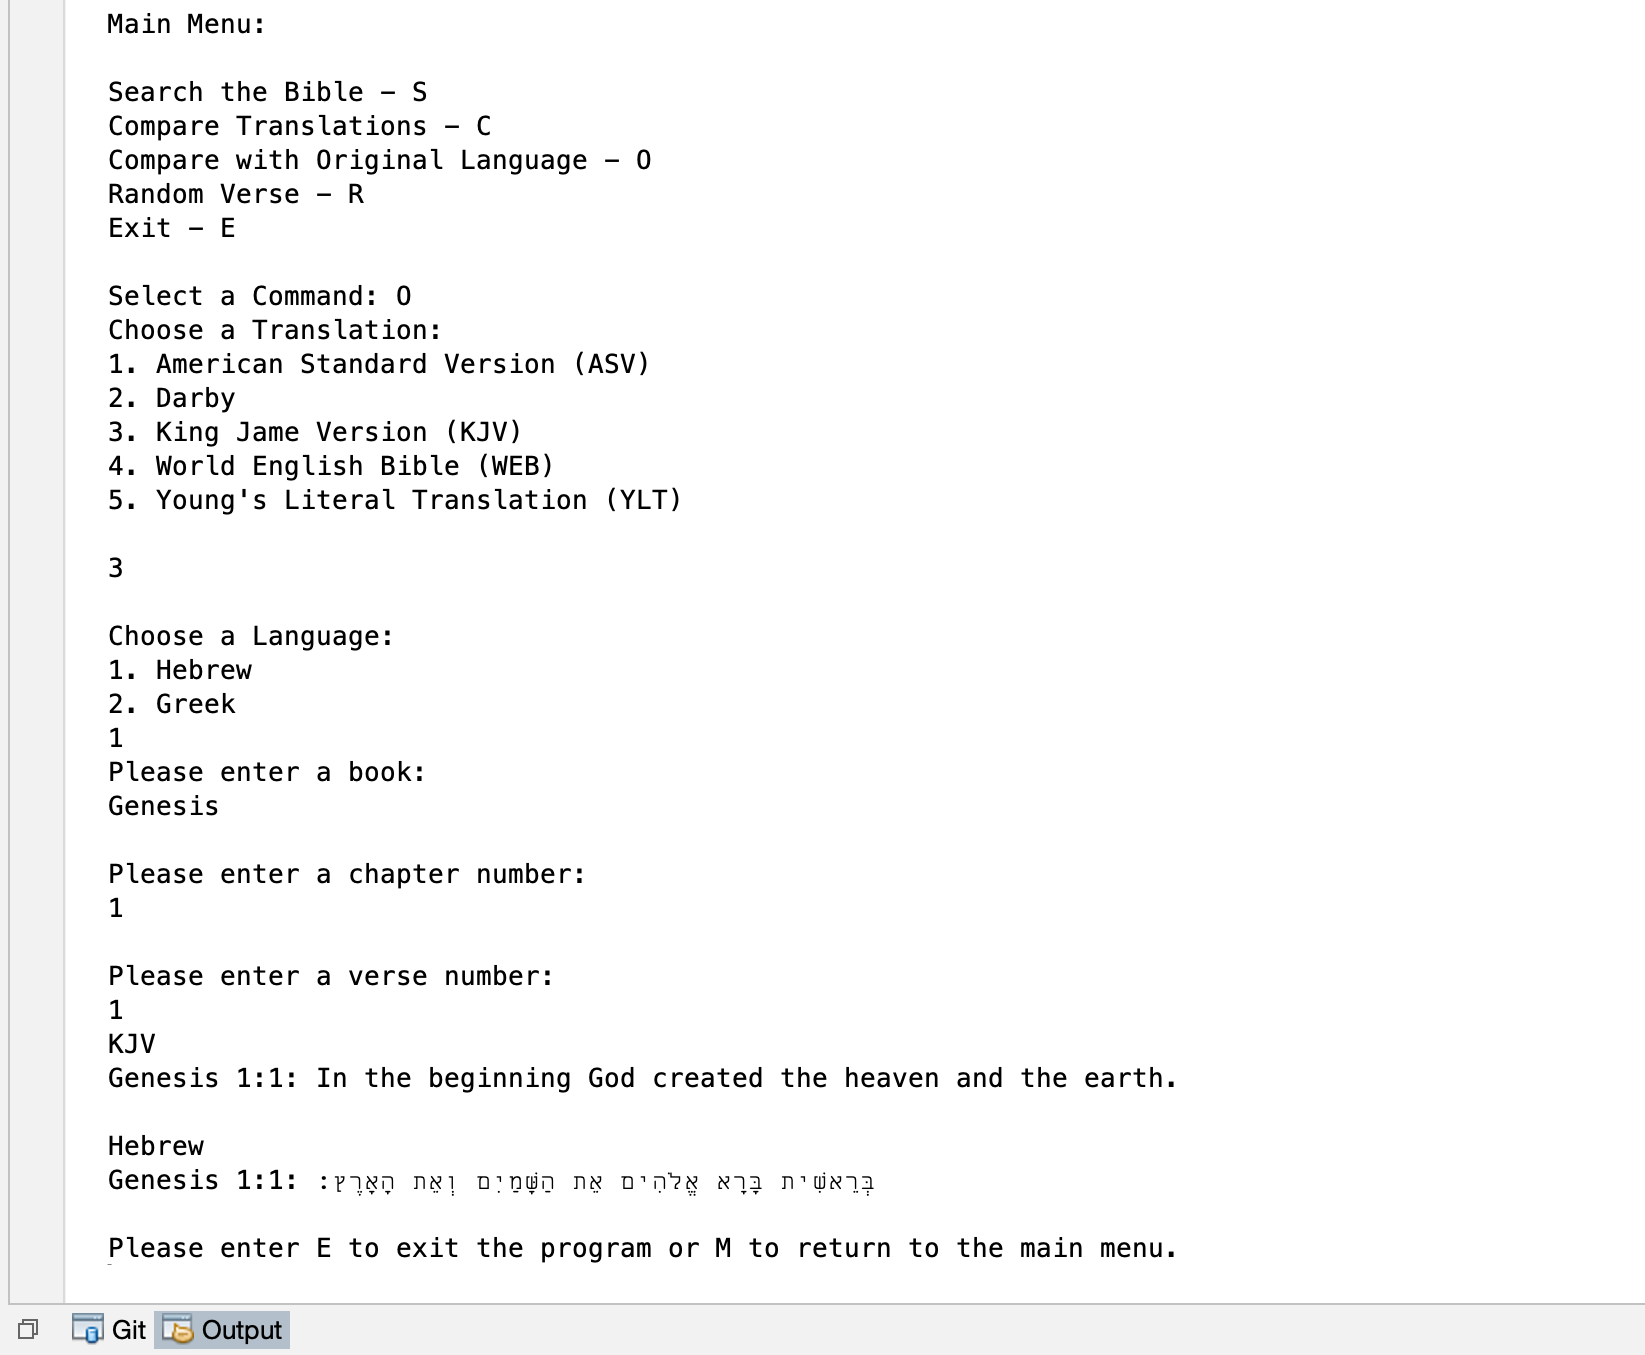 Main Menu:
Search the Bible – S
Compare Translations – C
Compare with Original Language – O
Random Verse – R
Exit – E
Select a Command: O
Choose a Translation:
1. American Standard Version (ASV)
2. Darby
3. King Jame Version (KJV)
4. World English Bible (WEB)
5. Young's Literal Translation (YLT)
3
Choose a Language:
1. Hebrew
2. Greek
1
Please enter a book:
Genesis
Please enter a chapter number:
1
Please enter a verse number:
1
KJV
Genesis 1:1: In the beginning God created the heaven and the earth.
Hebrew
Genesis 1:1: בְּרֵאשִׁית בָּרָא אֱלֹהִים אֵת הַשָּׁמַיִם וְאֵת הָאָרֶץ:
Please enter E to exit the program or M to return to the main menu.
Git Output